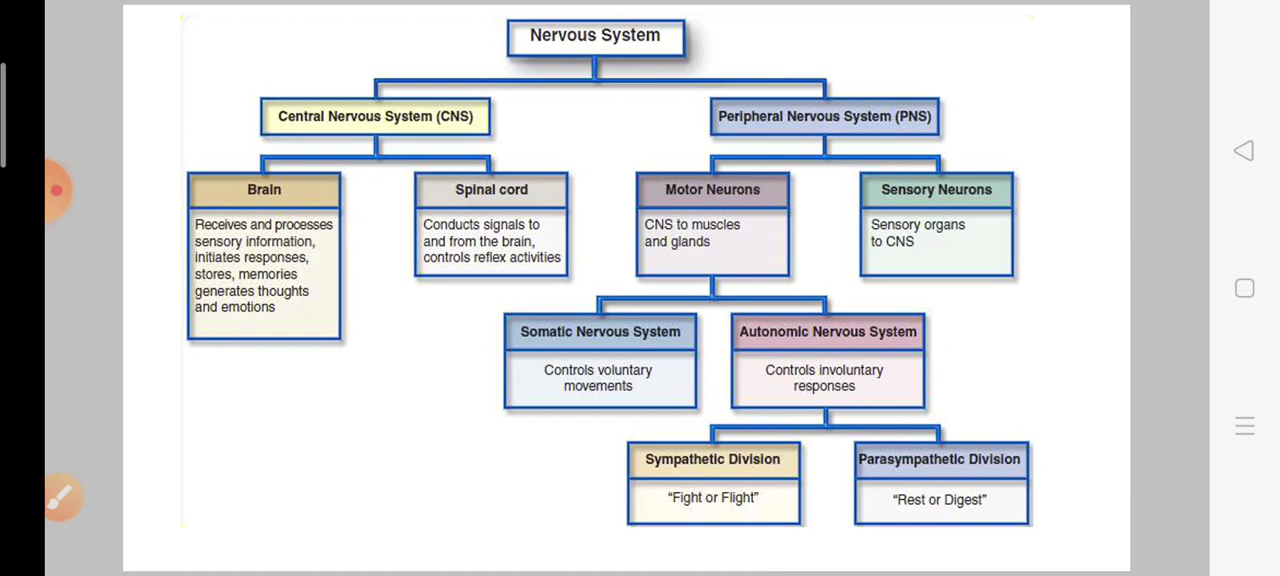 Nervous System
Central Nervous System (CNS)
Peripheral Nervous System (PNS)
Brain
Receives and processes
sensory information,
initiates responses,
stores, memories
generates thoughts
and emotions
Spinal cord
Conducts signals to
and from the brain,
controls reflex activities
Motor Neurons
CNS to muscles
and glands
Sensory Neurons
Sensory organs
to CNS
Somatic Nervous System
Controls voluntary
movements
Autonomic Nervous System
Controls involuntary
responses
Sympathetic Division
“Fight or Flight”
Parasympathetic Division
“Rest or Digest”